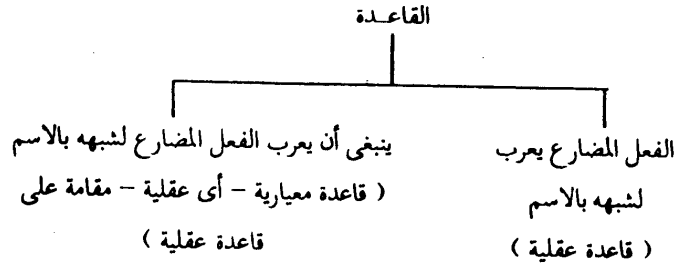 القاعدة
الفعل المضارع يعرب
لشبهه بالاسم
( قاعدة عقلية )
ينبغى أن يعرب الفعل المضارع لشبهه بالاسم
( قاعدة معيارية – أى عقلية – مقامة على
قاعدة عقلية )